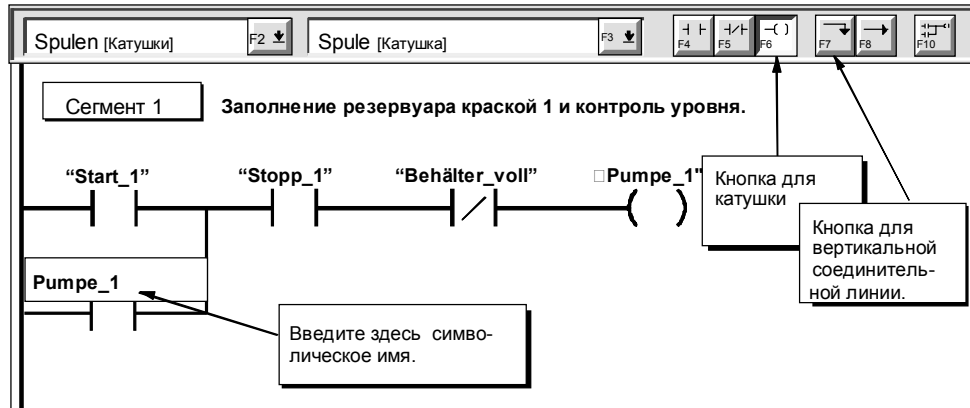 Spulen [Катушки]
F2
Spule [Катушка]
F3
F4
F5
F6
F7
F8
F10
Сегмент 1
Заполнение резервуара краской 1 и контроль уровня.
“Start_1”
“Stopp_1”
“Behälter_voll”
□Pumpe_1"
Кнопка для
катушки
Кнопка для
вертикальной
соединитель-
ной линии.
Pumpe_1
Введите здесь симво-
лическое имя.